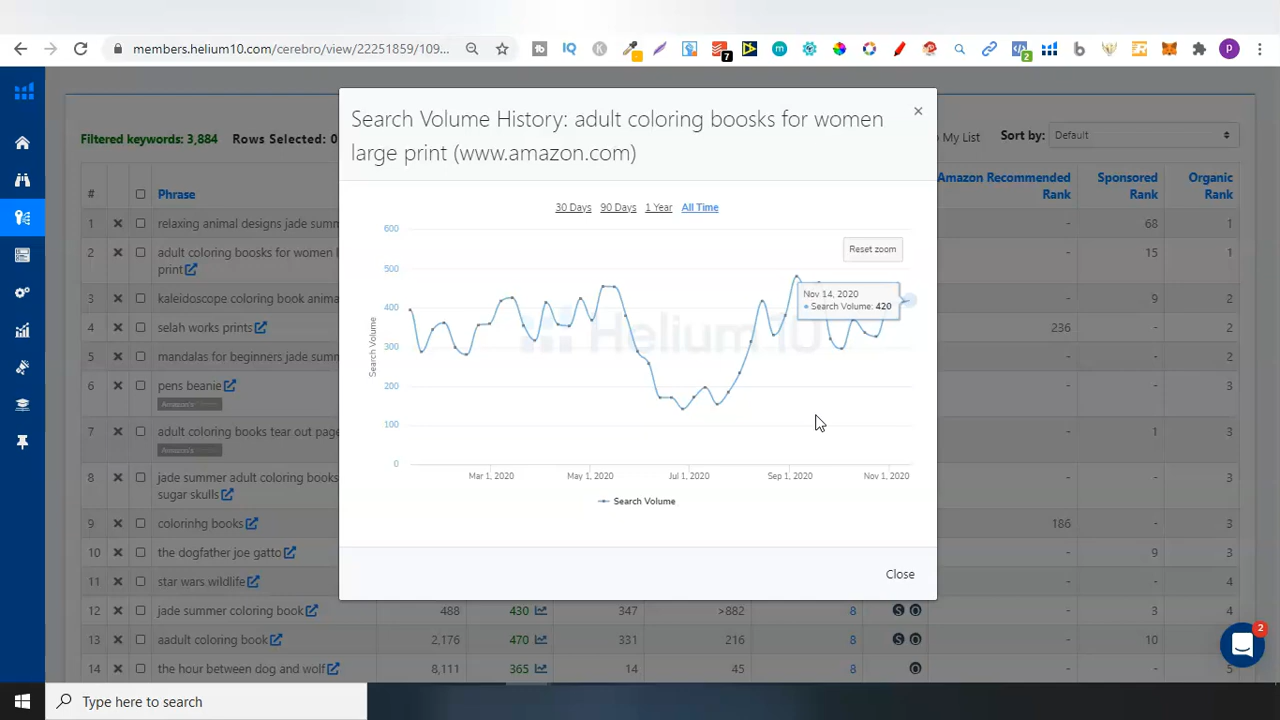 members.helium10.com/cerebro/view/22251859/109...
7
2
P
Filtered keywords: 3,884 Rows Selected: 0
My List
Sort by: Default
# Phrase
Amazon Recommended Rank
Sponsored Rank
Organic Rank
1 relaxing animal designs jade summ 68 1
2 adult coloring boosks for women l
print - 15 1
3 kaleidoscope coloring book anima - 9 2
4 selah works prints 236 - 2
5 mandalas for beginners jade sumn - - 2
6 pens beanie - - 3
7 adult coloring books tear out page - 1 3
8 jade summer adult coloring books
sugar skulls - - 3
9 colorinhg books 186 - 3
10 the dogfather joe gatto - 9 3
11 star wars wildlife - - 4
12 jade summer coloring book 488 430 347 >882 8 S O - 3 4
13 aadult coloring book 2,176 470 331 216 8 S O - 10 4
14 the hour between dog and wolf 8,111 365 14 45 8 O - - 5
Search Volume History: adult coloring boosks for women
large print (www.amazon.com)
×
30 Days 90 Days 1 Year All Time
Reset zoom
600
500
400
300
200
100
0
Search Volume
Helium10
Nov 14, 2020
Search Volume: 420
Mar 1, 2020 May 1, 2020 Jul 1, 2020 Sep 1, 2020 Nov 1, 2020
Search Volume
Close
2
Type here to search